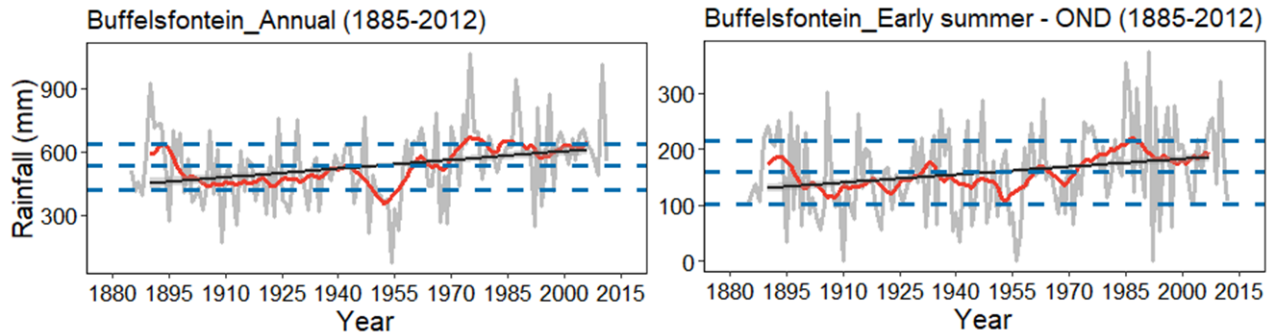 Buffelsfontein_Annual (1885-2012)
Rainfall (mm)
900
600
300
1880 1895 1910 1925 1940 1955 1970 1985 2000 2015
Year
Buffelsfontein_Early summer - OND (1885-2012)
300
200
100
0
1880 1895 1910 1925 1940 1955 1970 1985 2000 2015
Year